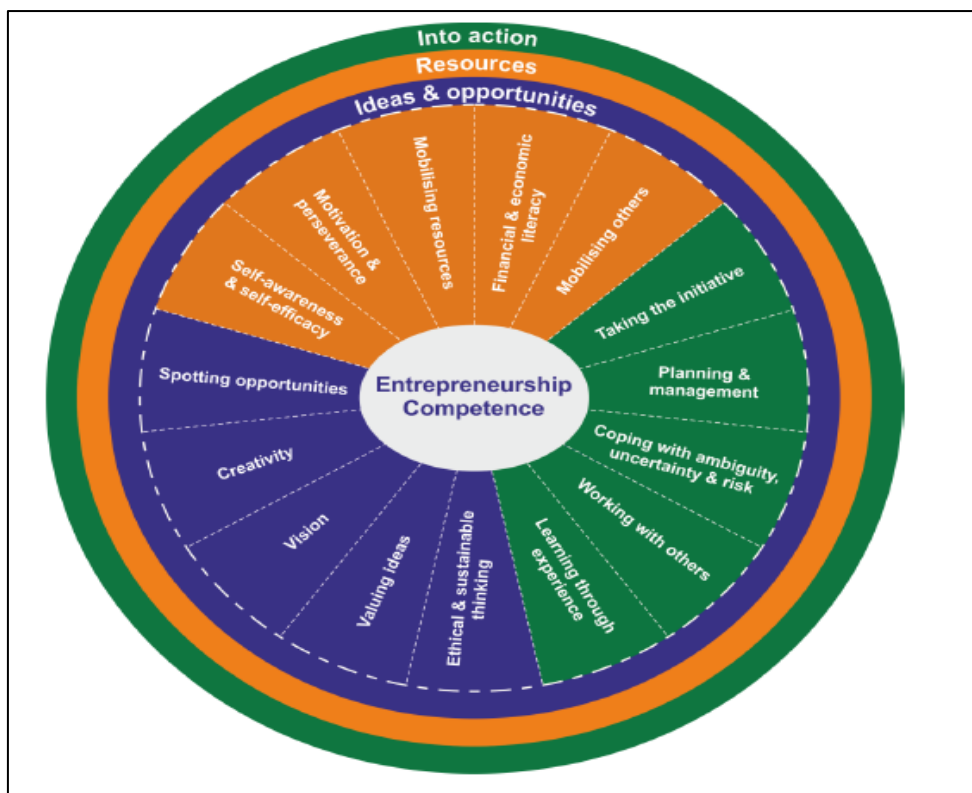 Into action
Resources
Ideas & opportunities
Self-awareness
& self-efficacy
Motivation &
perseverance
Mobilising resources
Financial & economic
literacy
Mobilising others
Taking the initiative
Planning &
management
Coping with ambiguity,
uncertainty & risk
Working with others
Learning through
experience
Ethical & sustainable
thinking
Valuing ideas
Vision
Creativity
Spotting opportunities
Entrepreneurship
Competence